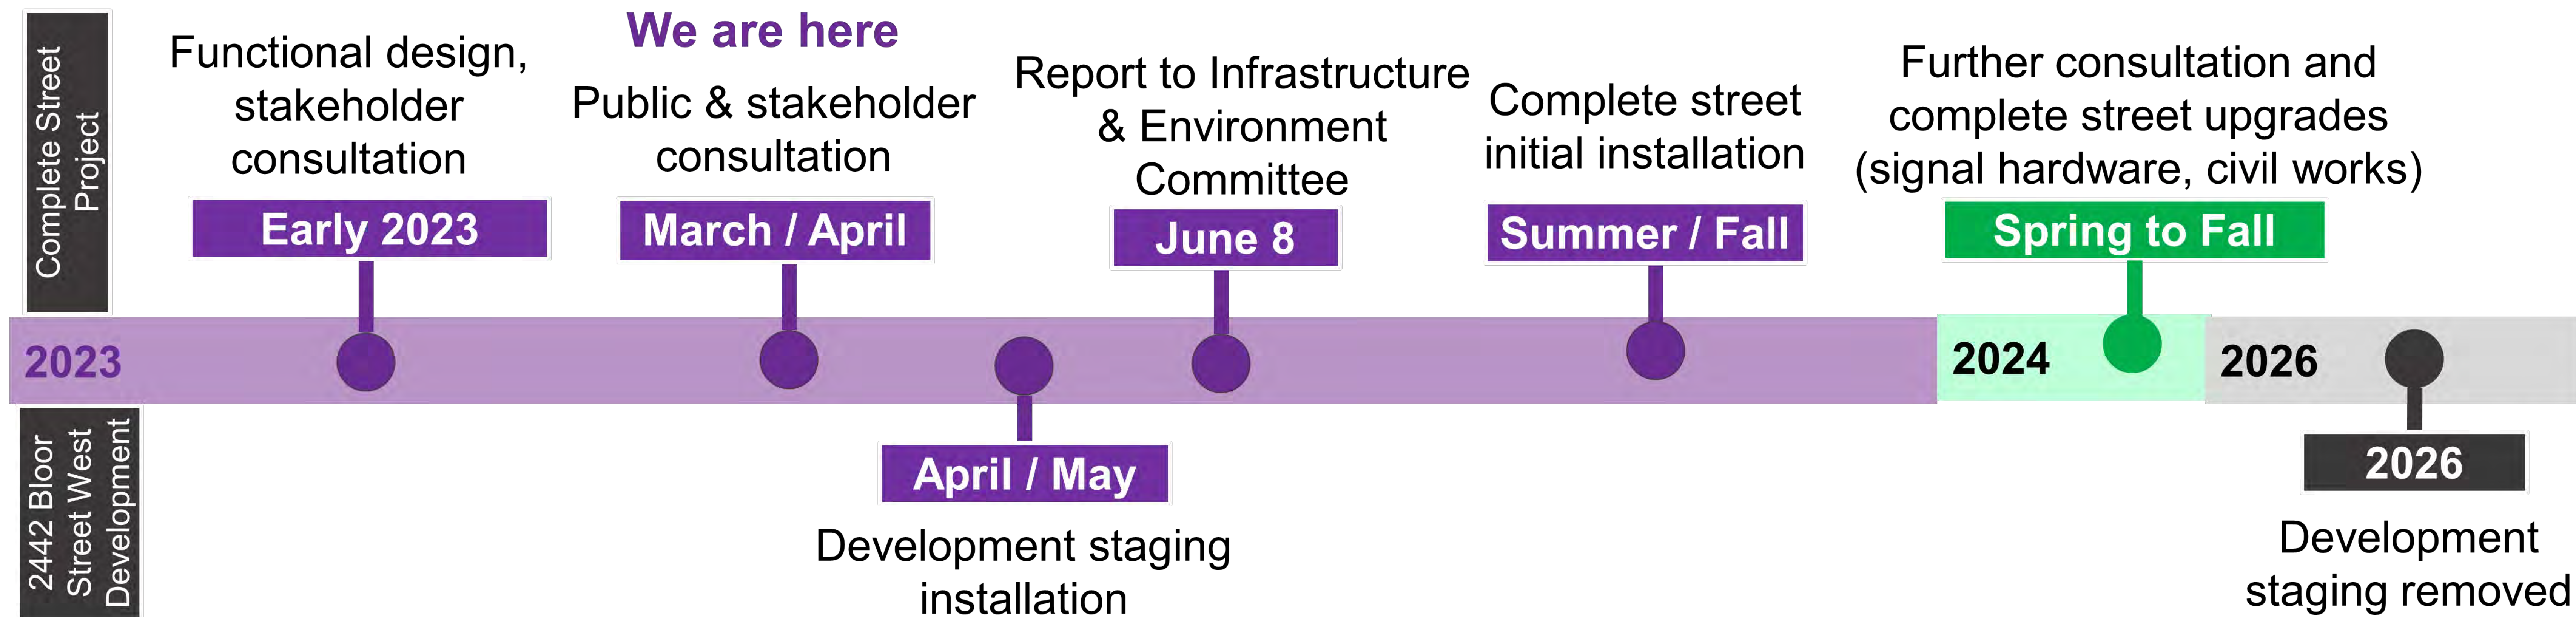 Complete Street
Project
Functional design,
stakeholder
consultation
Early 2023
We are here
Public & stakeholder
consultation
March / April
Report to Infrastructure
& Environment
Committee
June 8
Complete street
initial installation
Summer / Fall
Further consultation and
complete street upgrades
(signal hardware, civil works)
Spring to Fall
2023
2024
2026
2442 Bloor
Street West
Development
April / May
Development staging
installation
2026
Development
staging removed